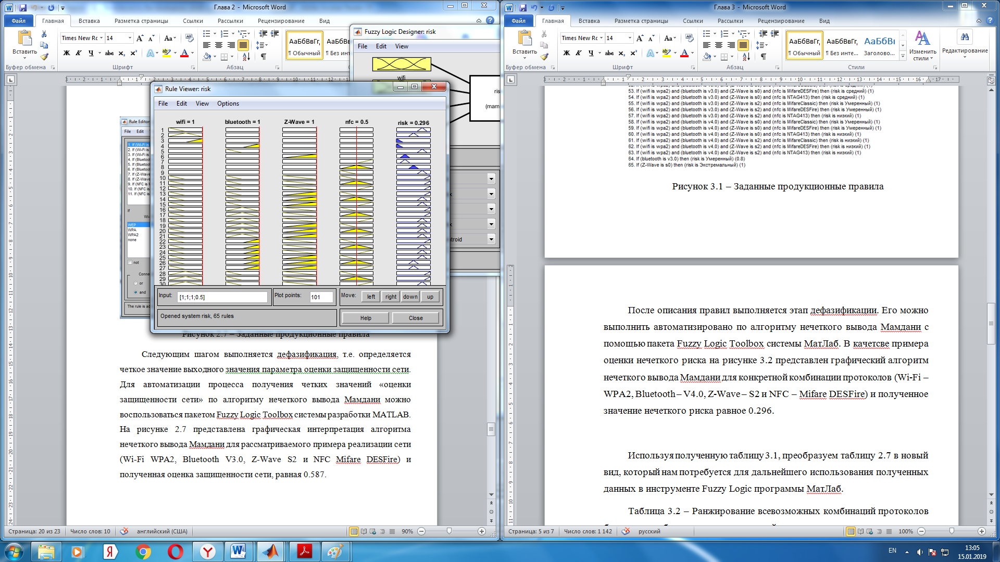 Глава 2 - Microsoft Word
Файл Главная Вставка Разметка страницы Ссылки Рассылки Рецензирование Вид
Вставить
Times New Rc 14
Ж К Ч abc x₂ x²
АаБбВвГг,
¶ Обычный
¶ Без инт
Буфер обмена Шрифт Абзац
Rule Editor
File Edit
1. If (Wi-Fi is
2. If (Wi-Fi is
3. If (Wi-Fi is
4. If (Bluetoot
5. If (Bluetoot
6. If (Bluetoot
7. If (Z-Wave
8. If (Z-Wave
9. If (NFC is M
10. If (NFC is
11. If (NFC is
If
Wi-
WEP
WPA
WPA2
none
not
Connec
or
and
The rule is ad
Рисунок 2.7 – Заданные продукционные правила
Следующим шагом выполняется дефазификация, т.е. определяется
четкое значение выходного значения параметра оценки защищенности сети.
Для автоматизации процесса получения четких значений «оценки
защищенности сети» по алгоритму нечеткого вывода Мамдани можно
воспользоваться пакетом Fuzzy Logic Toolbox системы разработки MATLAB.
На рисунке 2.7 представлена графическая интерпретация алгоритма
нечеткого вывода Мамдани для рассматриваемого примера реализации сети
(Wi-Fi WPA2, Bluetooth V3.0, Z-Wave S2 и NFC Mifare DESFire) и
полученная оценка защищенности сети, равная 0.587.
Страница: 20 из 23 Число слов: 10 английский (США) 90%
Fuzzy Logic Designer: risk
File Edit View
wifi
ris
(mam
ntroid
Rule Viewer: risk
File Edit View Options
wifi = 1 bluetooth = 1 Z-Wave = 1 nfc = 0.5 risk = 0.296
1
2
3
4
5
6
7
8
9
10
11
12
13
14
15
16
17
18
19
20
21
22
23
24
25
26
27
28
29
30
Input: [1;1;1;0.5] Plot points: 101 Move: left right down up
Opened system risk, 65 rules Help Close
Глава 3 - Microsoft Word
Файл Главная Вставка Разметка страницы Ссылки Рассылки Рецензирование Вид
Вставить
Times New Rc 14
Ж К Ч abc x₂ x²
АаБбВвГг, АаБбВвГг, АаБбВı
¶ Обычный ¶ Без инте... Заголово...
Изменить стили
Редактирование
Буфер обмена Шрифт Абзац Стили
53. If (wifi is wpa2) and (bluetooth is v3.0) and (Z-Wave is s0) and (nfc is MifareDESFire) then (risk is средний) (1)
54. If (wifi is wpa2) and (bluetooth is v3.0) and (Z-Wave is s0) and (nfc is NTAG413) then (risk is средний) (1)
55. If (wifi is wpa2) and (bluetooth is v3.0) and (Z-Wave is s2) and (nfc is MifareClassic) then (risk is Умеренный) (1)
56. If (wifi is wpa2) and (bluetooth is v3.0) and (Z-Wave is s2) and (nfc is MifareDESFire) then (risk is Умеренный) (1)
57. If (wifi is wpa2) and (bluetooth is v3.0) and (Z-Wave is s2) and (nfc is NTAG413) then (risk is низкий) (1)
58. If (wifi is wpa2) and (bluetooth is v4.0) and (Z-Wave is s0) and (nfc is MifareClassic) then (risk is Умеренный) (1)
59. If (wifi is wpa2) and (bluetooth is v4.0) and (Z-Wave is s0) and (nfc is MifareDESFire) then (risk is Умеренный) (1)
60. If (wifi is wpa2) and (bluetooth is v4.0) and (Z-Wave is s0) and (nfc is NTAG413) then (risk is низкий) (1)
61. If (wifi is wpa2) and (bluetooth is v4.0) and (Z-Wave is s2) and (nfc is MifareClassic) then (risk is низкий) (1)
62. If (wifi is wpa2) and (bluetooth is v4.0) and (Z-Wave is s2) and (nfc is MifareDESFire) then (risk is низкий) (1)
63. If (wifi is wpa2) and (bluetooth is v4.0) and (Z-Wave is s2) and (nfc is NTAG413) then (risk is низкий) (1)
64. If (bluetooth is v3.0) then (risk is Умеренный) (0.8)
65. If (Z-Wave is s0) then (risk is Экстремальный) (1)
Рисунок 3.1 – Заданные продукционные правила
После описания правил выполняется этап дефазификации. Его можно
выполнить автоматизировано по алгоритму нечеткого вывода Мамдани с
помощью пакета Fuzzy Logic Toolbox системы МатЛаб. В качетсве примера
оценки нечеткого риска на рисунке 3.2 представлен графический алгоритм
нечеткого вывода Мамдани для конкретной комбинации протоколов (Wi-Fi –
WPA2, Bluetooth – V4.0, Z-Wave – S2 и NFC – Mifare DESFire) и полученное
значение нечеткого риска равное 0.296.
Используя полученную таблицу 3.1, преобразуем таблицу 2.7 в новый
вид, который нам потребуется для дальнейшего использования полученных
данных в инструменте Fuzzy Logic программы МатЛаб.
Таблица 3.2 – Ранжирование всевозможных комбинаций протоколов
Страница: 5 из 7 Число слов: 1 142 русский 100%
EN 13:05
15.01.2019